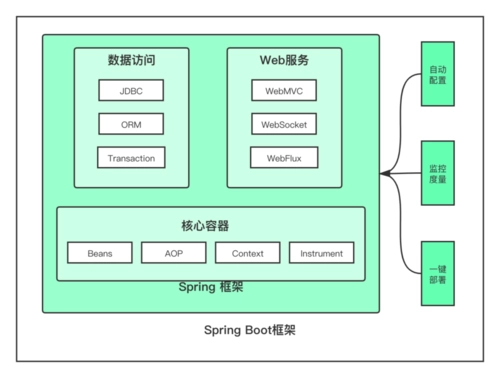 数据访问
JDBC
ORM
Transaction
Web服务
WebMVC
WebSocket
WebFlux
核心容器
Beans
AOP
Context
Instrument
Spring 框架
Spring Boot框架
自动
配置
监控
度量
一键
部署